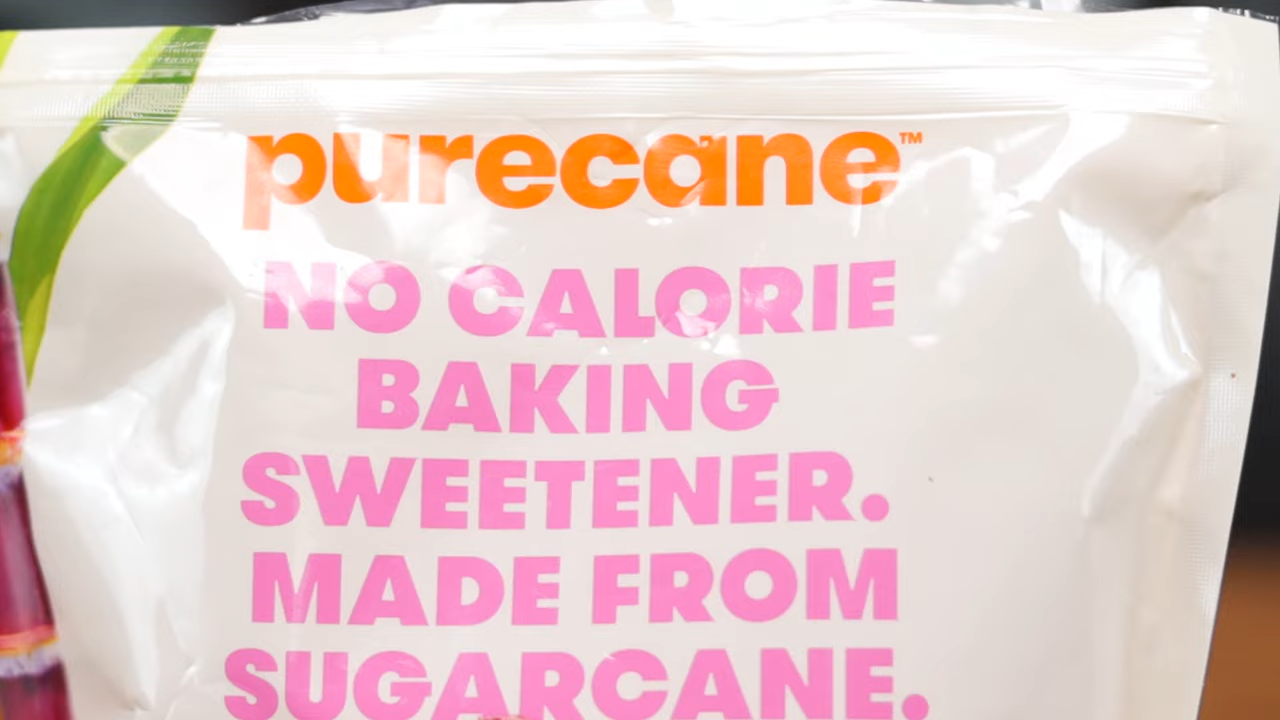 purecane™
NO CALORIE
BAKING
SWEETENER.
MADE FROM
SUGARCANE.